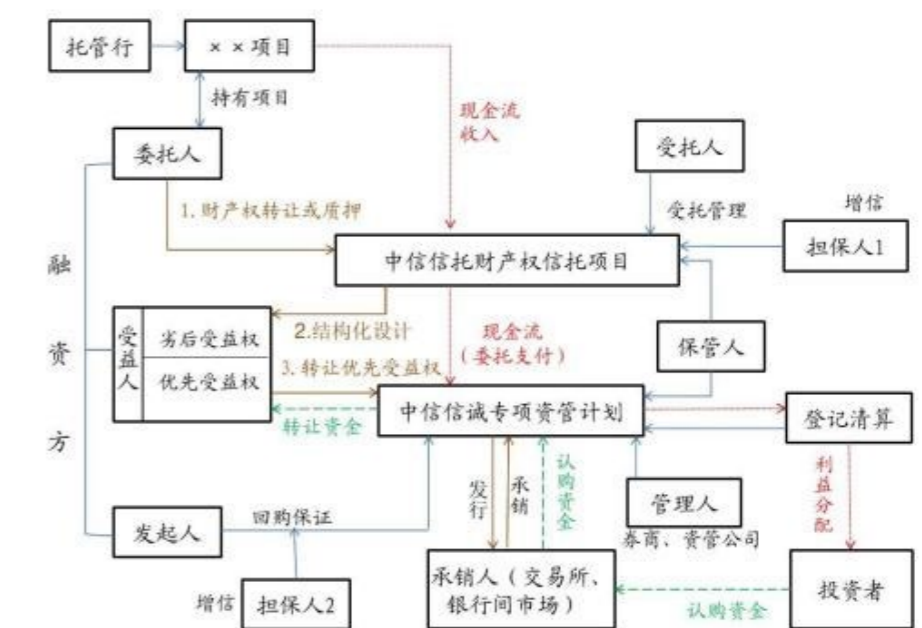 托管行
××项目
持有项目
现金流
收入
委托人
受托人
1.财产权转让或质押
受托管理
增信
担保人1
中信信托财产权信托项目
融
资
方
受益人
劣后受益权
优先受益权
2.结构化设计
现金流
(委托支付)
保管人
3.转让优先受益权
中信信诚专项资管计划
转让资金
登记清算
发行
承销
认购资金
利益分配
管理人
券商、资管公司
发起人
回购保证
增信
担保人2
承销人(交易所、
银行间市场)
认购资金
投资者